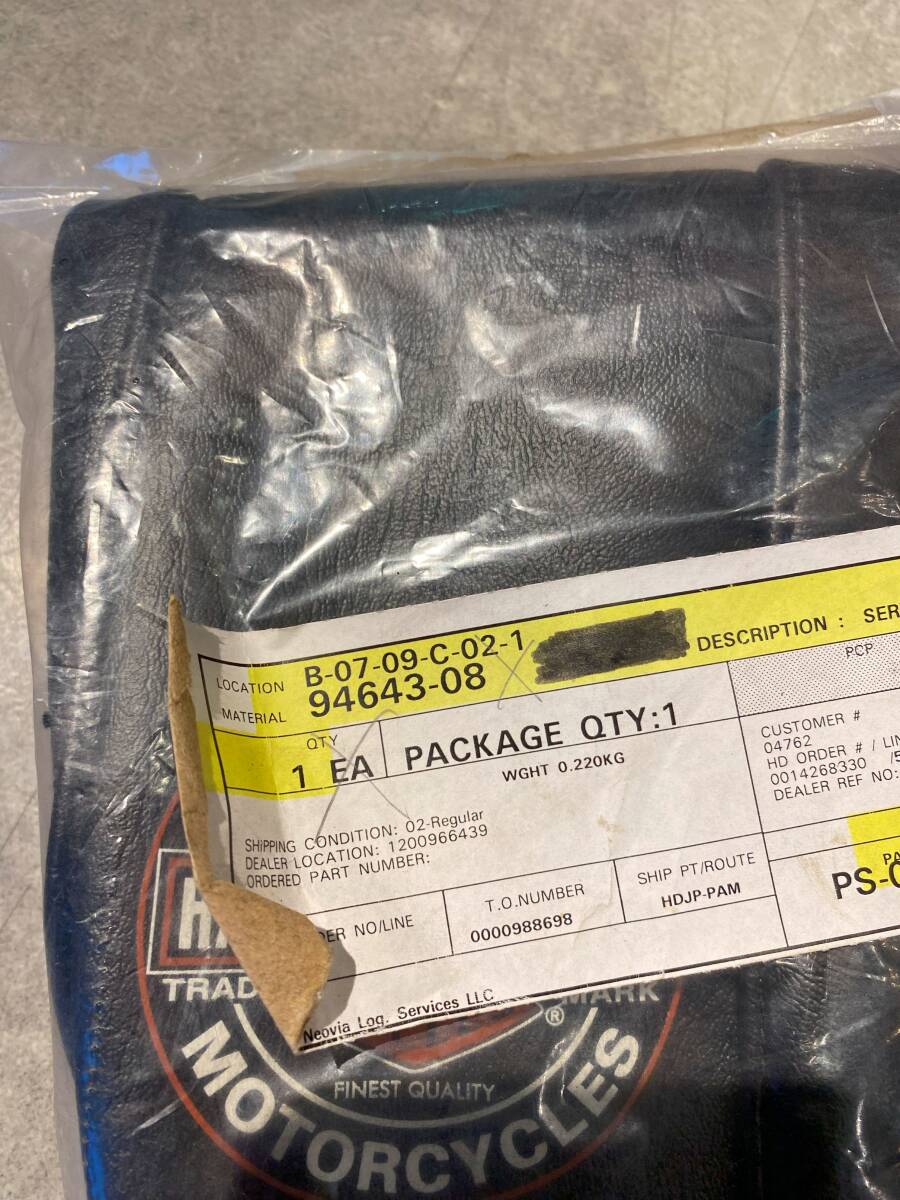 LOCATION B-07-09-C-02-1
DESCRIPTION : SER
MATERIAL 94643-08
PCP
QTY
1 EA
PACKAGE QTY:1
WGHT 0.220KG
CUSTOMER #
04762
HD ORDER # / LIN
0014268330 /5
DEALER REF NO:
SHIPPING CONDITION: 02-Regular
DEALER LOCATION: 1200966439
ORDERED PART NUMBER:
DER NO/LINE
T.O.NUMBER
0000988698
SHIP PT/ROUTE
HDJP-PAM
PA
PS-0
Neovia Log. Services LLC
TRAD
MARK
®
FINEST QUALITY
MOTORCYCLES